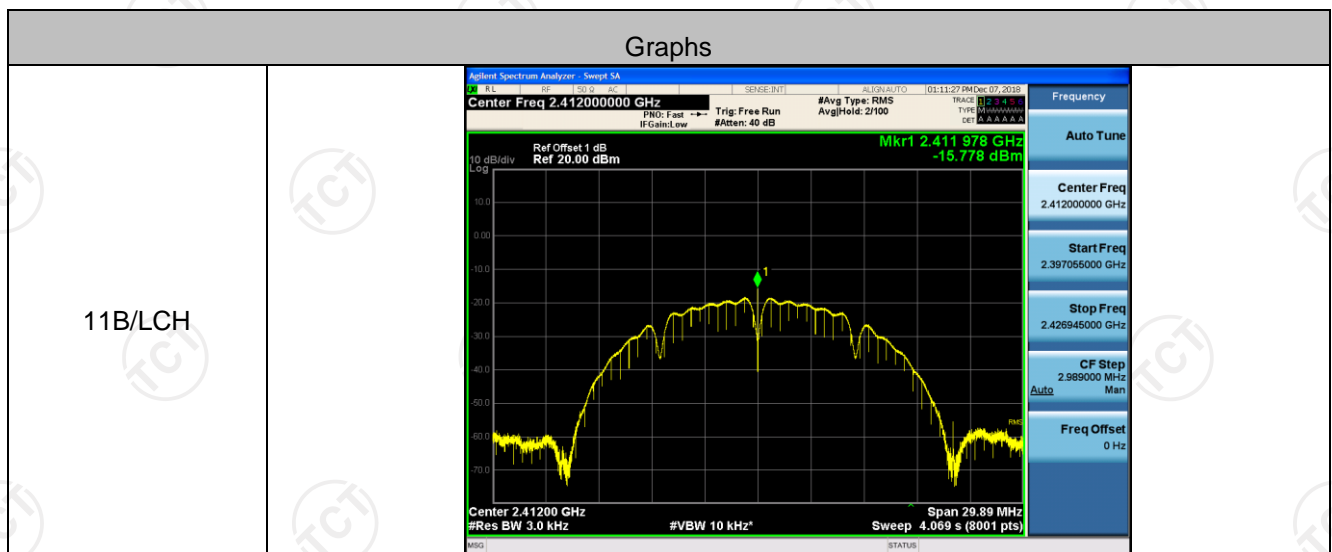 Graphs
11B/LCH
Agilent Spectrum Analyzer - Swept SA
RL RF 50 Ω AC SENSE:INT ALIGN AUTO 01:11:27 PM Dec 07, 2018
Center Freq 2.412000000 GHz
PNO: Fast
IFGain:Low
Trig: Free Run
#Atten: 40 dB
#Avg Type: RMS
Avg|Hold: 2/100
TRACE 1 2 3 4 5 6
TYPE M
DET A A A A A A
Mkr1 2.411 978 GHz
-15.778 dBm
Ref Offset 1 dB
10 dB/div Ref 20.00 dBm
Log
10.0
0.00
-10.0
-20.0
-30.0
-40.0
-50.0
-60.0
-70.0
1
RMS
Center 2.41200 GHz
Span 29.89 MHz
#Res BW 3.0 kHz
#VBW 10 kHz*
Sweep 4.069 s (8001 pts)
MSG
STATUS
Frequency
Auto Tune
Center Freq
2.412000000 GHz
Start Freq
2.397055000 GHz
Stop Freq
2.426945000 GHz
CF Step
2.989000 MHz
Auto Man
Freq Offset
0 Hz
TCT
TCT
TCT
TCT
TCT
TCT